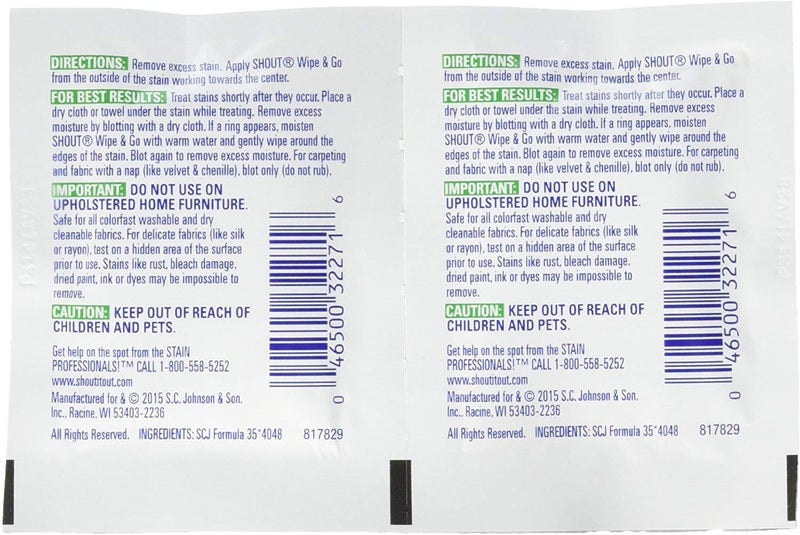 DIRECTIONS: Remove excess stain. Apply SHOUT® Wipe & Go
from the outside of the stain working towards the center.
FOR BEST RESULTS: Treat stains shortly after they occur. Place a
dry cloth or towel under the stain while treating. Remove excess
moisture by blotting with a dry cloth. If a ring appears, moisten
SHOUT® Wipe & Go with warm water and gently wipe around the
edges of the stain. Blot again to remove excess moisture. For carpeting
and fabric with a nap (like velvet & chenille), blot only (do not rub).
IMPORTANT: DO NOT USE ON
UPHOLSTERED HOME FURNITURE.
Safe for all colorfast washable and dry
cleanable fabrics. For delicate fabrics (like silk
or rayon), test on a hidden area of the surface
prior to use. Stains like rust, bleach damage,
dried paint, ink or dyes may be impossible to
remove.
CAUTION: KEEP OUT OF REACH OF
CHILDREN AND PETS.
Get help on the spot from the STAIN
PROFESSIONALS!™ CALL 1-800-558-5252
www.shoutitout.com
Manufactured for & © 2015 S.C. Johnson & Son.
Inc., Racine, WI 53403-2236
All Rights Reserved. INGREDIENTS: SCJ Formula 35*4048 817829
0 46500 32271 6
DIRECTIONS: Remove excess stain. Apply SHOUT® Wipe & Go
from the outside of the stain working towards the center.
FOR BEST RESULTS: Treat stains shortly after they occur. Place a
dry cloth or towel under the stain while treating. Remove excess
moisture by blotting with a dry cloth. If a ring appears, moisten
SHOUT® Wipe & Go with warm water and gently wipe around the
edges of the stain. Blot again to remove excess moisture. For carpeting
and fabric with a nap (like velvet & chenille), blot only (do not rub).
IMPORTANT: DO NOT USE ON
UPHOLSTERED HOME FURNITURE.
Safe for all colorfast washable and dry
cleanable fabrics. For delicate fabrics (like silk
or rayon), test on a hidden area of the surface
prior to use. Stains like rust, bleach damage,
dried paint, ink or dyes may be impossible to
remove.
CAUTION: KEEP OUT OF REACH OF
CHILDREN AND PETS.
Get help on the spot from the STAIN
PROFESSIONALS!™ CALL 1-800-558-5252
www.shoutitout.com
Manufactured for & © 2015 S.C. Johnson & Son.
Inc., Racine, WI 53403-2236
All Rights Reserved. INGREDIENTS: SCJ Formula 35*4048 817829
0 46500 32271 6